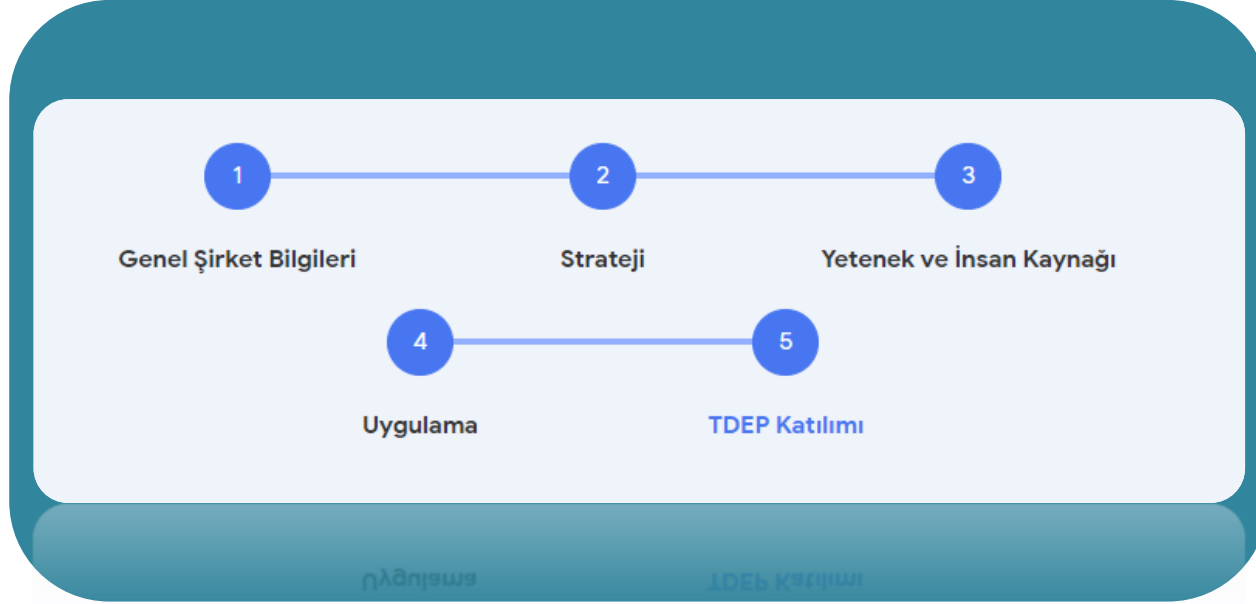 1
2
3
Genel Şirket Bilgileri
Strateji
Yetenek ve İnsan Kaynağı
4
5
Uygulama
TDEP Katılımı